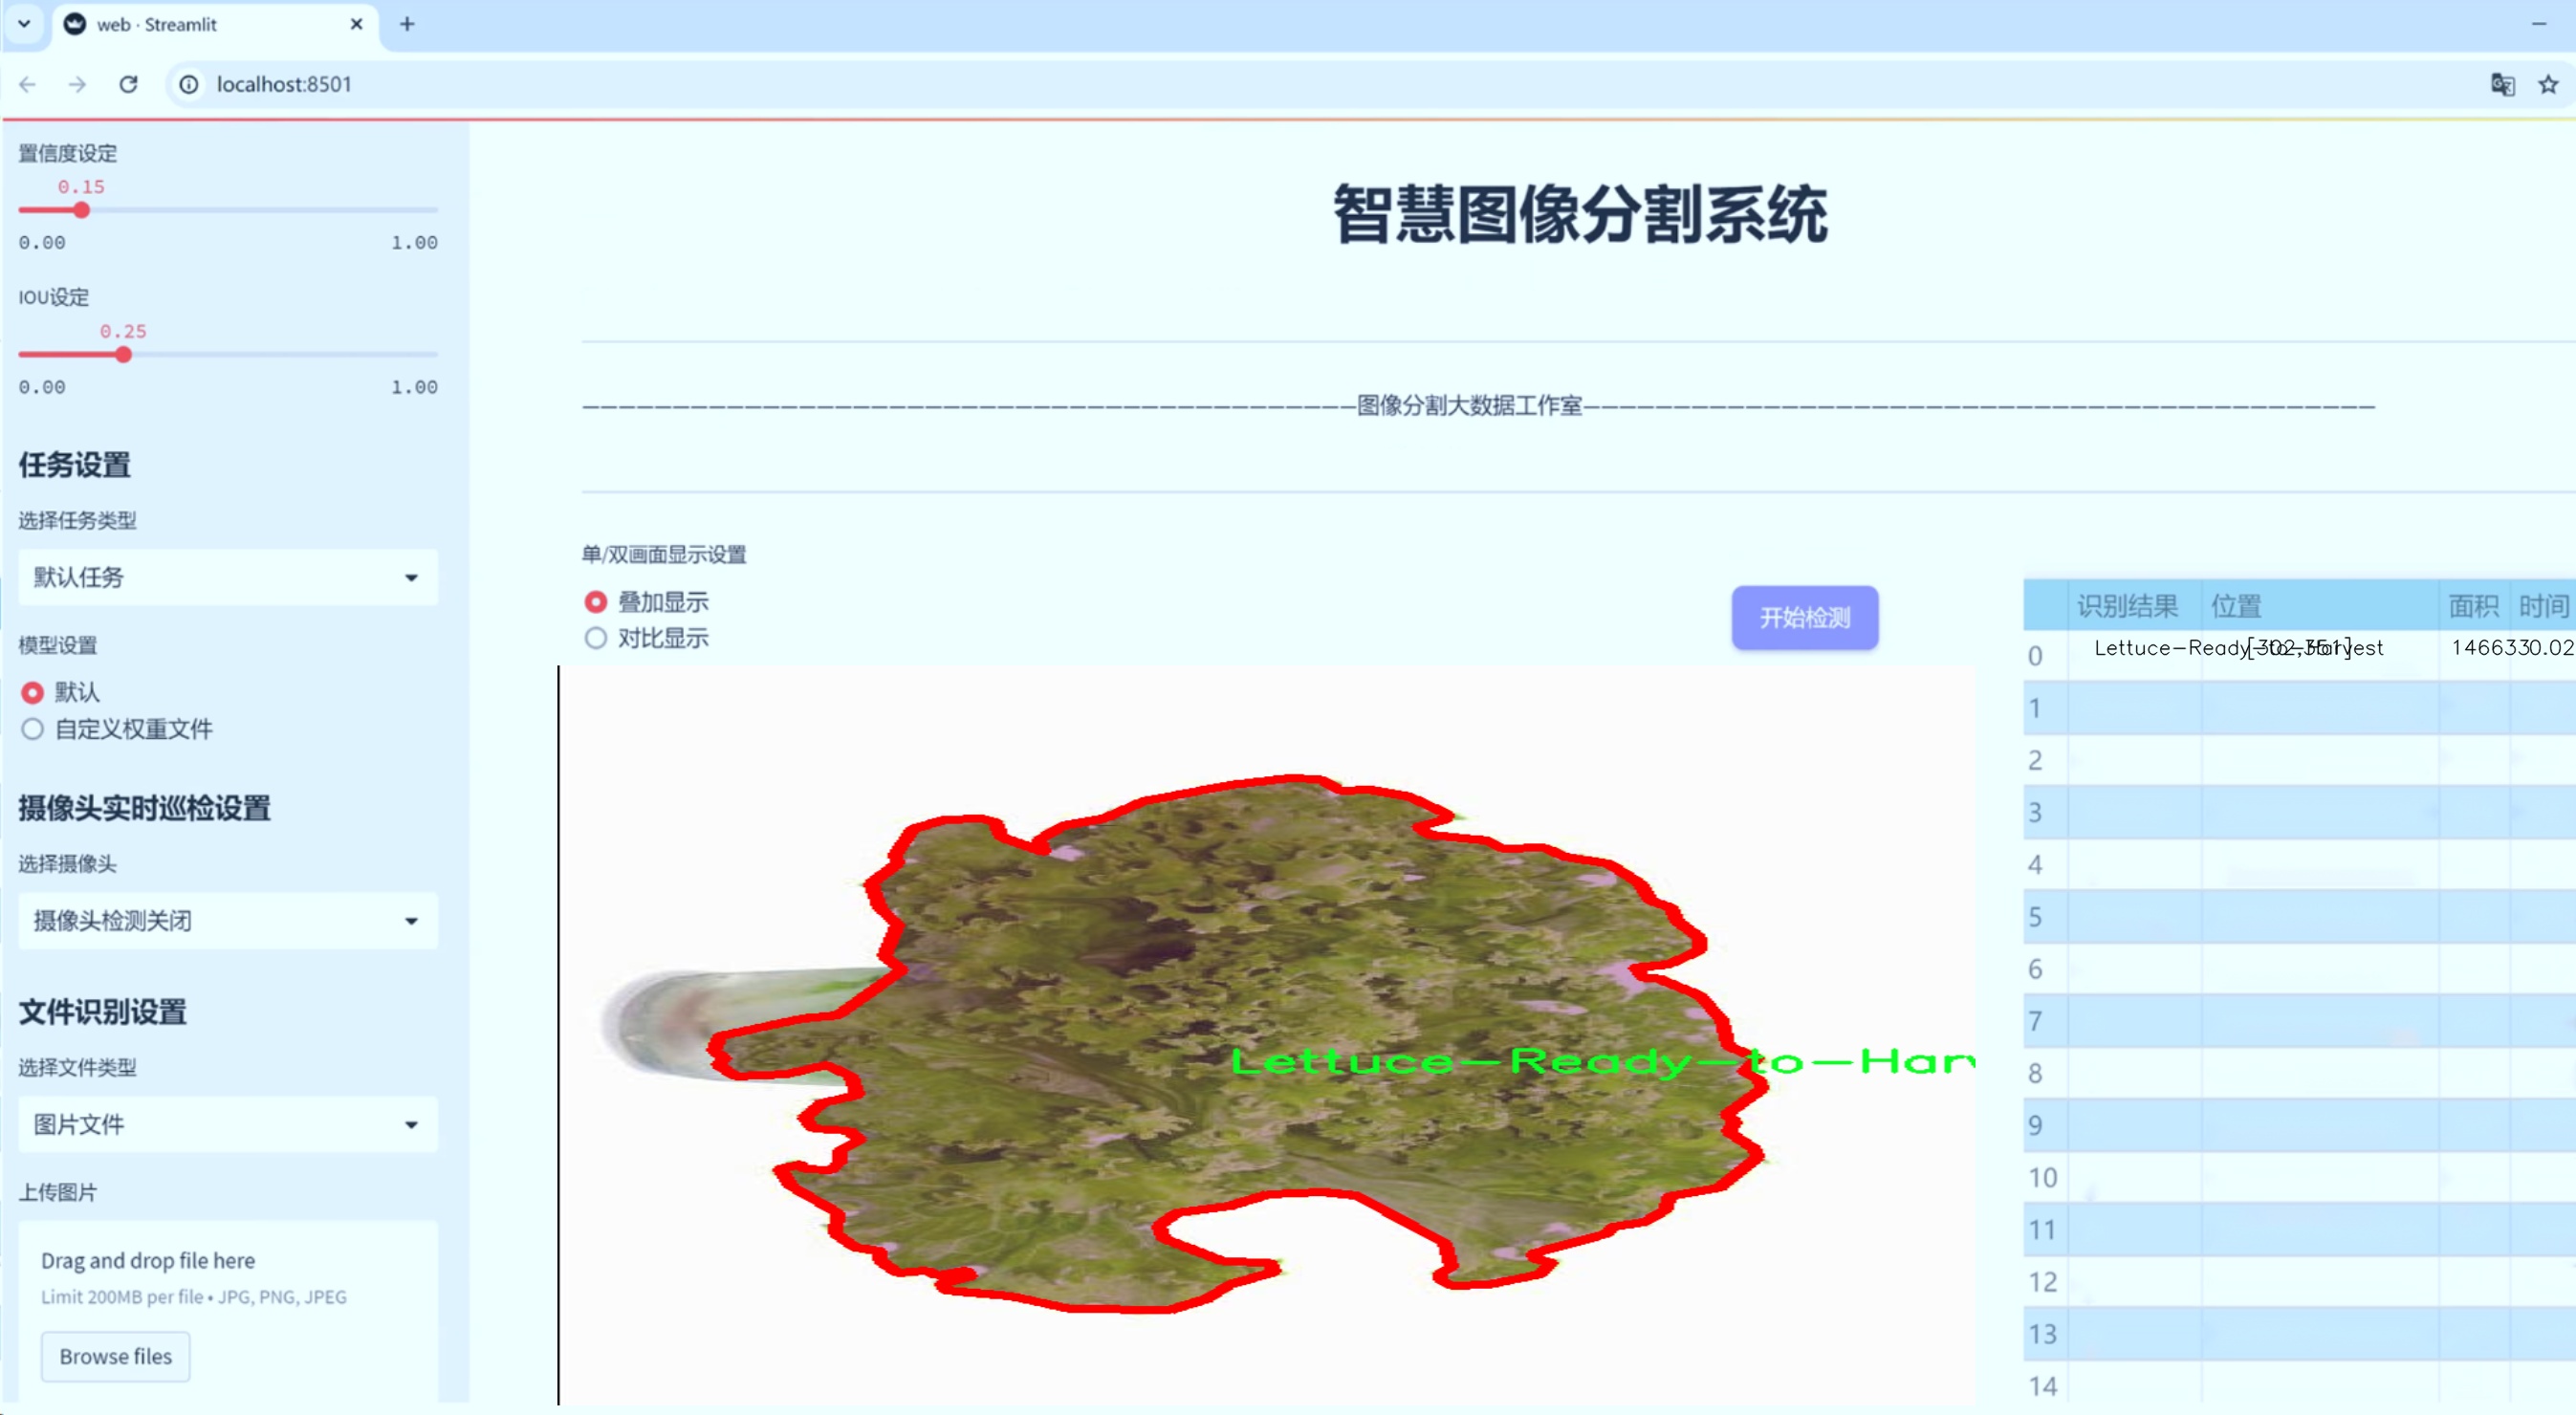 web · Streamlit
localhost:8501
置信度设定
0.15
0.00 1.00
IOU设定
0.25
0.00 1.00
任务设置
选择任务类型
默认任务
模型设置
默认
自定义权重文件
摄像头实时巡检设置
选择摄像头
摄像头检测关闭
文件识别设置
选择文件类型
图片文件
上传图片
Drag and drop file here
Limit 200MB per file • JPG, PNG, JPEG
Browse files
智慧图像分割系统
图像分割大数据工作室
单/双画面显示设置
叠加显示
对比显示
开始检测
Lettuce-Ready-to-Harv
识别结果 位置 面积 时间
0 Lettuce-Ready-to-Harvest [302,351] 146633 0.02
1
2
3
4
5
6
7
8
9
10
11
12
13
14